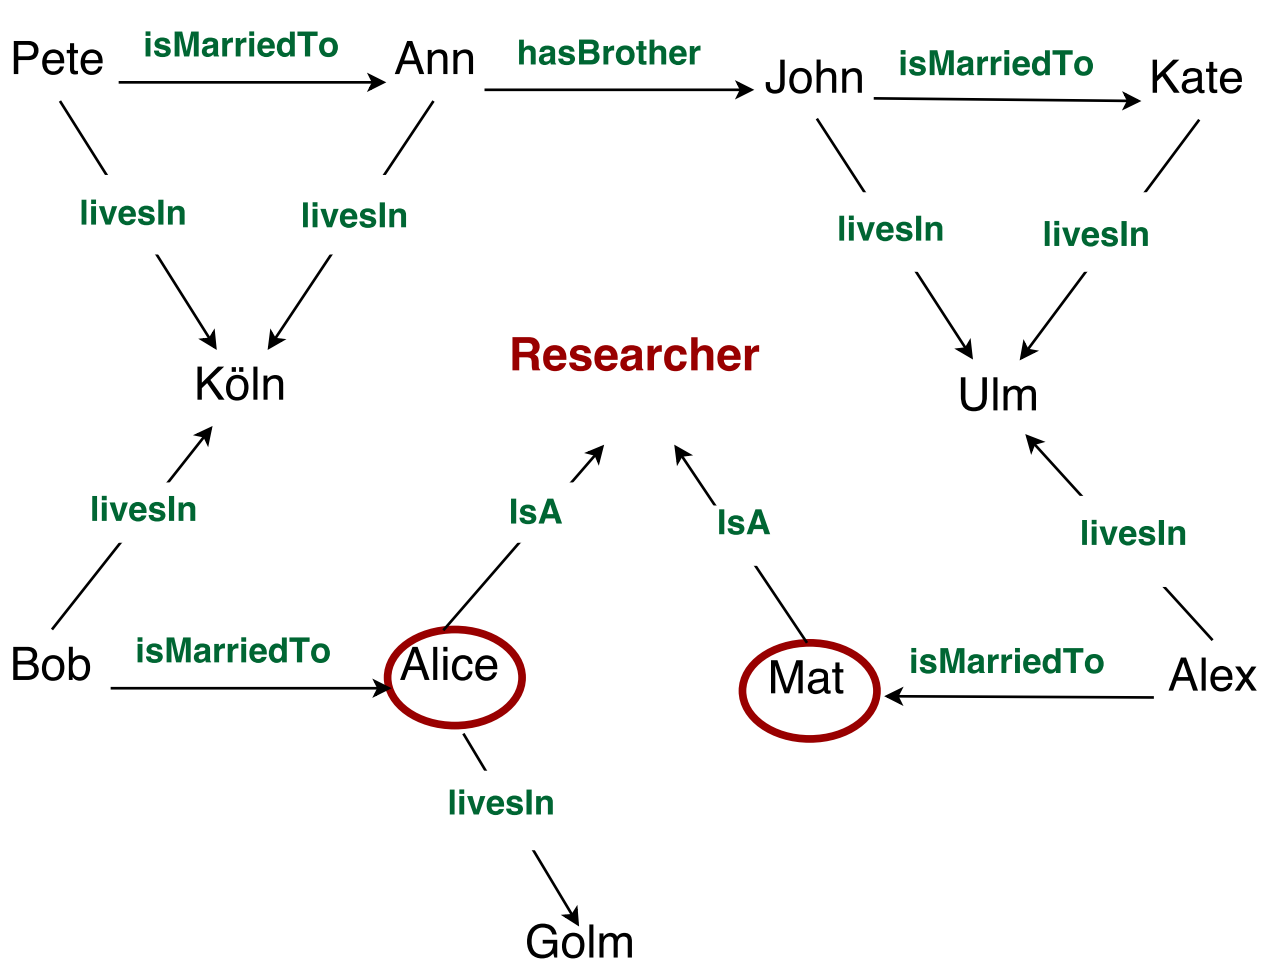 Pete
isMarriedTo
Ann
hasBrother
John
isMarriedTo
Kate
livesIn
livesIn
livesIn
livesIn
Köln
Researcher
Ulm
livesIn
IsA
IsA
livesIn
Bob
isMarriedTo
Alice
Mat
isMarriedTo
Alex
livesIn
Golm